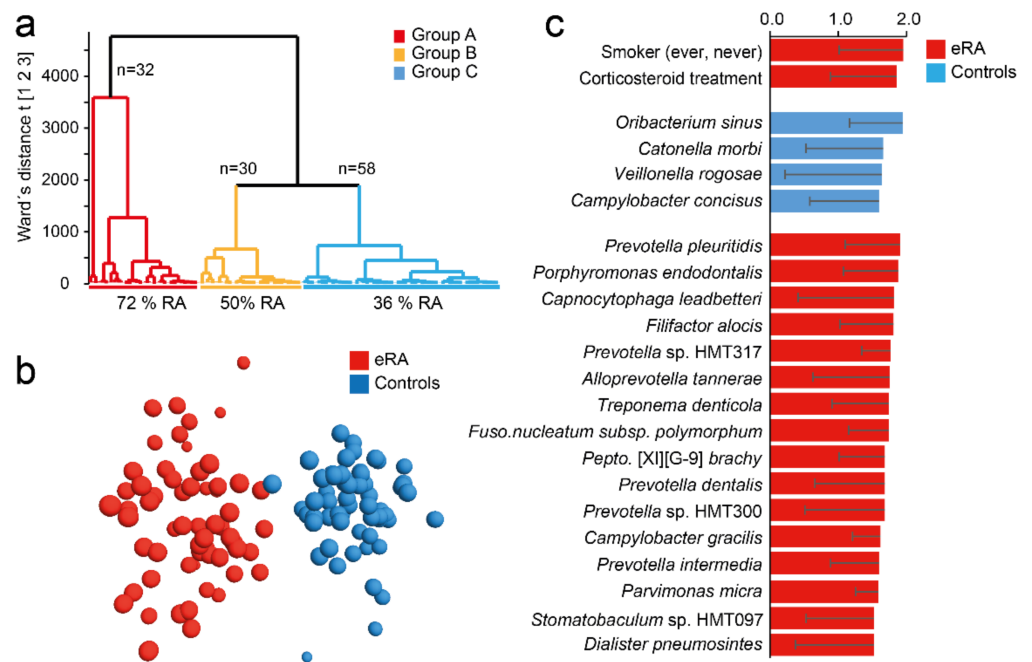 a
Ward´s distance t [1 2 3]
4000
3000
2000
1000
0
n=32
n=30
n=58
Group A
Group B
Group C
72 % RA
50% RA
36 % RA
b
eRA
Controls
c
0.0
1.0
2.0
eRA
Controls
Smoker (ever, never)
Corticosteroid treatment
Oribacterium sinus
Catonella morbi
Veillonella rogosae
Campylobacter concisus
Prevotella pleuritidis
Porphyromonas endodontalis
Capnocytophaga leadbetteri
Filifactor alocis
Prevotella sp. HMT317
Alloprevotella tannerae
Treponema denticola
Fuso.nucleatum subsp. polymorphum
Pepto. [XI][G-9] brachy
Prevotella dentalis
Prevotella sp. HMT300
Campylobacter gracilis
Prevotella intermedia
Parvimonas micra
Stomatobaculum sp. HMT097
Dialister pneumosintes